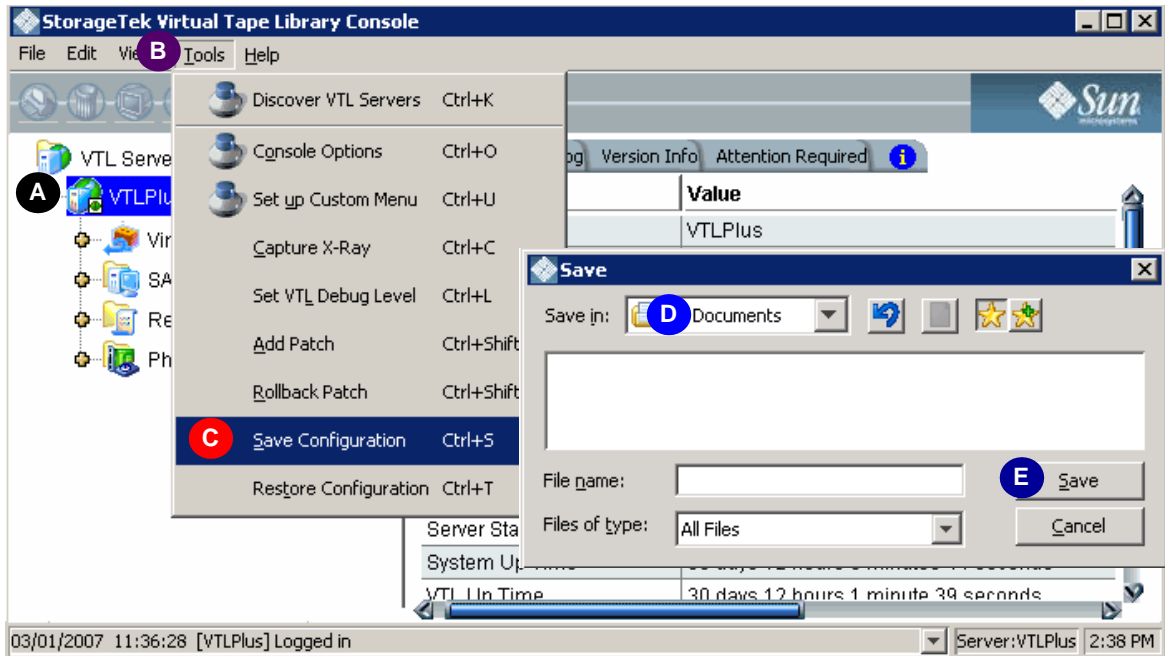 StorageTek Virtual Tape Library Console
File Edit Vie B Tools Help
Discover VTL Servers Ctrl+K
Sun
microsystems
Console Options Ctrl+O
Set up Custom Menu Ctrl+U
Capture X-Ray Ctrl+C
Set VTL Debug Level Ctrl+L
Add Patch Ctrl+Shift
Rollback Patch Ctrl+Shift
C Save Configuration Ctrl+S
Restore Configuration Ctrl+T
VTL Serve
A VTLPlu
Vir
SA
Re
Ph
og Version Info Attention Required i
Value
VTLPlus
Save
Save in: D Documents
File name: E Save
Files of type: All Files Cancel
Server Sta
System Up
VTL Up Time 30 days 12 hours 1 minute 39 seconds
03/01/2007 11:36:28 [VTLPlus] Logged in Server:VTLPlus 2:38 PM